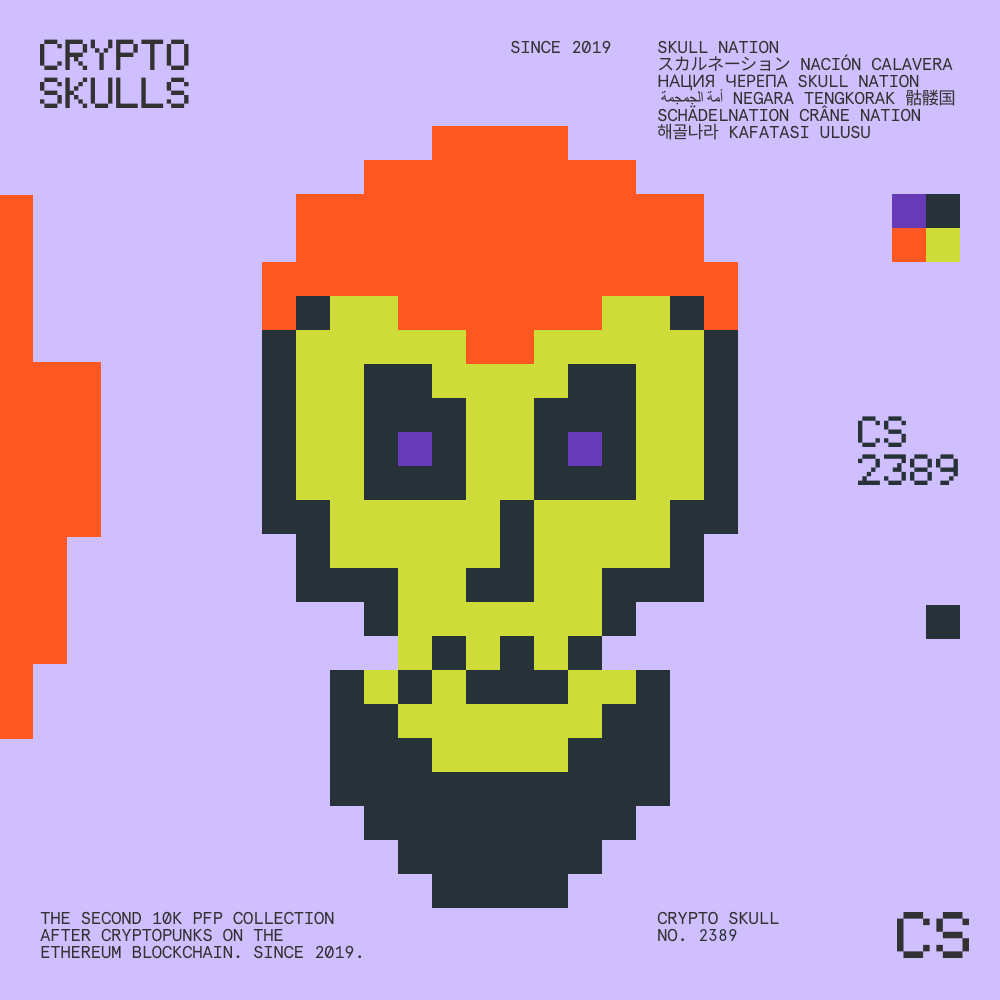 CRYPTO
SKULLS
SINCE 2019
SKULL NATION
スカルネーション NACIÓN CALAVERA
НАЦИЯ ЧЕРЕПА SKULL NATION
أمة الجمجمة NEGARA TENGKORAK 骷髅国
SCHÄDELNATION CRÂNE NATION
해골나라 KAFATASI ULUSU
CS
2389
THE SECOND 10K PFP COLLECTION
AFTER CRYPTOPUNKS ON THE
ETHEREUM BLOCKCHAIN. SINCE 2019.
CRYPTO SKULL
NO. 2389
CS